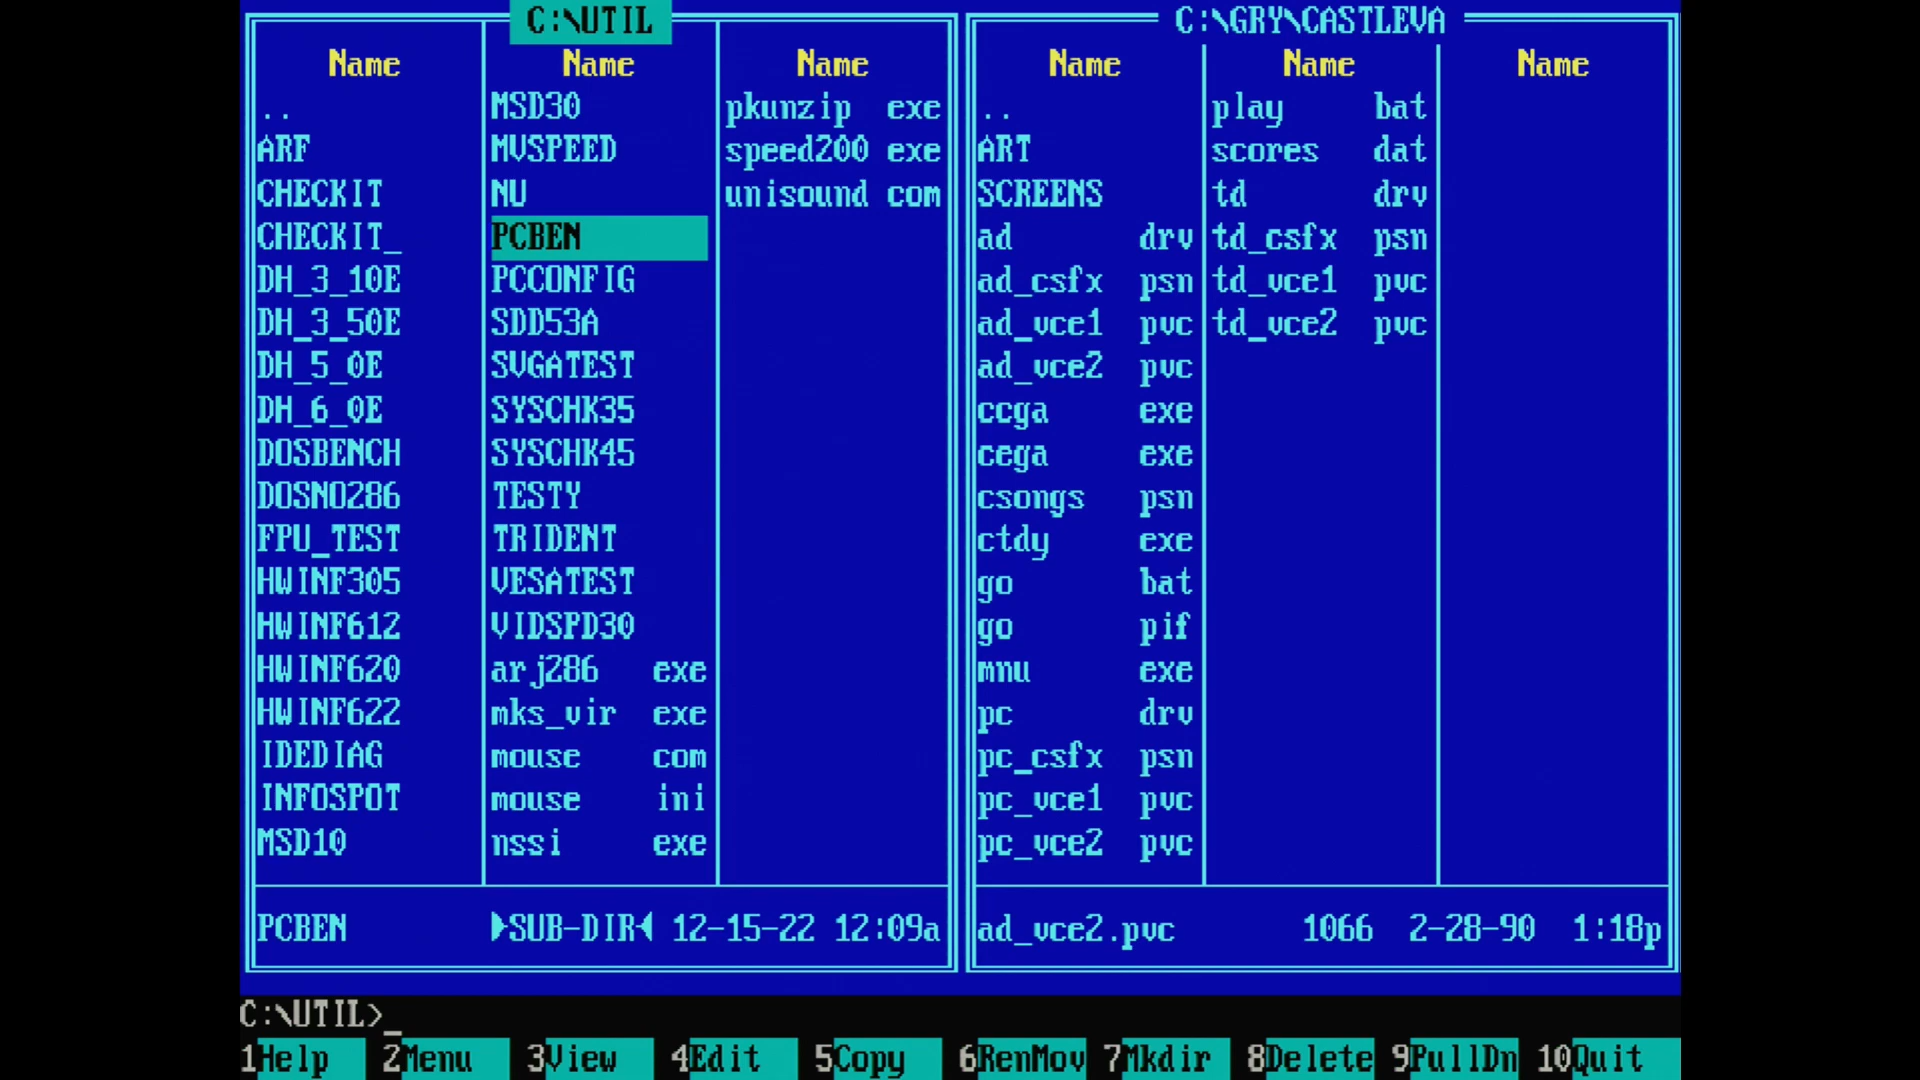 C:\UTIL C:\GRY\CASTLEVA
Name Name Name Name Name Name
.. MSD30 pkunzip exe .. play bat
ARF MVSPEED speed200 exe ART scores dat
CHECKIT NU unisound com SCREENS td drv
CHECKIT_ PCBEN ad drv td_csfx psn
DH_3_10E PCCONFIG ad_csfx psn td_vce1 pvc
DH_3_50E SDD53A ad_vce1 pvc td_vce2 pvc
DH_5_0E SVGATEST ad_vce2 pvc
DH_6_0E SYSCHK35 ccga exe
DOSBENCH SYSCHK45 cega exe
DOSNO286 TESTY csongs psn
FPU_TEST TRIDENT ctdy exe
HWINF305 VESATEST go bat
HWINF612 VIDSPD30 go pif
HWINF620 arj286 exe mnu exe
HWINF622 mks_vir exe pc drv
IDEDIAG mouse com pc_csfx psn
INFOSPOT mouse ini pc_vce1 pvc
MSD10 nssi exe pc_vce2 pvc
PCBEN ►SUB-DIR◄ 12-15-22 12:09a ad_vce2.pvc 1066 2-28-90 1:18p
C:\UTIL>_
1Help 2Menu 3View 4Edit 5Copy 6RenMov 7Mkdir 8Delete 9PullDn 10Quit